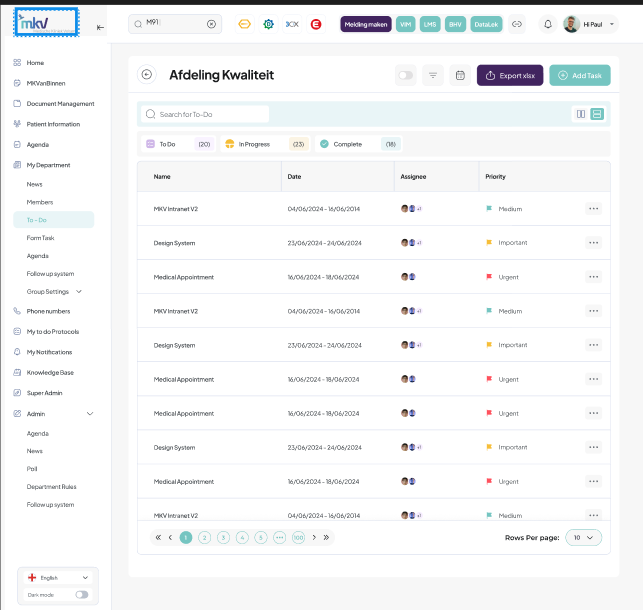 mkv
M91
3CX
Melding maken
VIM
LMS
BHV
DataLek
Hi Paul
Home
MKVanBinnen
Document Management
Patient Information
Agenda
My Department
News
Members
To - Do
Form Task
Agenda
Follow up system
Group Settings
Phone numbers
My to do Protocols
My Notifications
Knowledge Base
Super Admin
Admin
Agenda
News
Poll
Department Rules
Follow up system
English
Dark mode
Afdeling Kwaliteit
Export xlsx
Add Task
Search for To-Do
To Do (20) In Progress (23) Complete (18)
Name Date Assignee Priority
MKV Intranet V2 04/06/2024 - 16/06/2014 +1 Medium
Design System 23/06/2024 - 24/06/2024 +1 Important
Medical Appointment 16/06/2024 - 18/06/2024 Urgent
MKV Intranet V2 04/06/2024 - 16/06/2014 +1 Medium
Design System 23/06/2024 - 24/06/2024 +1 Important
Medical Appointment 16/06/2024 - 18/06/2024 Urgent
Medical Appointment 16/06/2024 - 18/06/2024 Urgent
Design System 23/06/2024 - 24/06/2024 +1 Important
Medical Appointment 16/06/2024 - 18/06/2024 Urgent
MKV Intranet V2 04/06/2024 - 16/06/2014 +1 Medium
1 2 3 4 5 ... 100
Rows Per page: 10